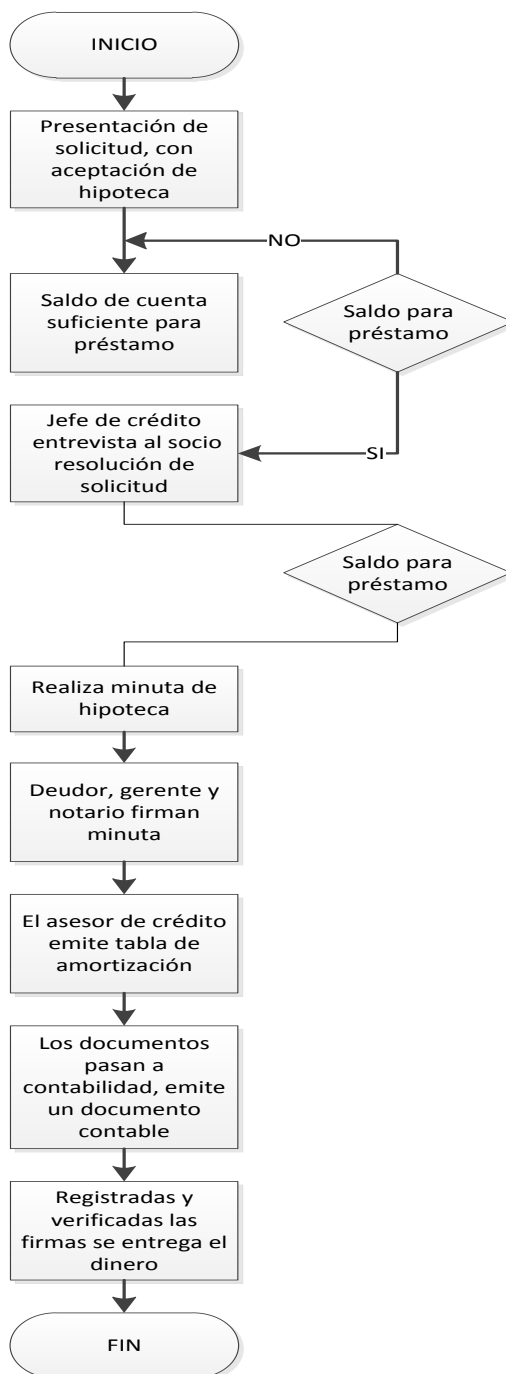 INICIO
Presentación de
solicitud, con
aceptación de
hipoteca
NO
Saldo de cuenta
suficiente para
préstamo
Saldo para
préstamo
Jefe de crédito
entrevista al socio
resolución de
solicitud
SI
Saldo para
préstamo
Realiza minuta de
hipoteca
Deudor, gerente y
notario firman
minuta
El asesor de crédito
emite tabla de
amortización
Los documentos
pasan a
contabilidad, emite
un documento
contable
Registradas y
verificadas las
firmas se entrega el
dinero
FIN